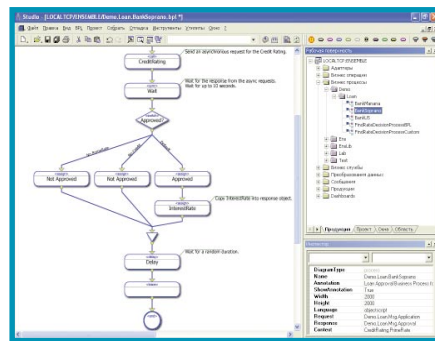 Studio - [LOCALTCP/ENSEMBLE/Demo.Loan.BankSoprano.bpl *]
Файл Правка Вид BPL Проект Собрать Отладка Инструменты Утилиты Окно ?
Send an asynchronous request for the Credit Rating.
CreditRating
Wait for the response from the async requests.
Wait for up to 10 seconds.
Wait
Approved?
Default
Not Approved
Not Approved
Approved
Copy InterestRate into response object.
InterestRate
Wait for a random duration.
Delay
Рабочая поверхность
LOCALTCP/ENSEMBLE
Адаптеры
Бизнес операции
Бизнес процессы
Demo
Loan
BankManana
BankSoprano
BankUS
FindRateDecisionProcessBPL
FindRateDecisionProcessCustom
Ens
EnsLib
Lab
Test
Бизнес службы
Преобразования данных
Сообщения
Продукции
Dashboards
Продукции Проект Окна Область
Инспектор
DiagramType
Name Demo.Loan.BankSoprano
Annotation Loan Approval Business Process
ShowAnnotation True
Width 2000
Height 2000
Language objectscript
Request Demo.Loan.Msg.Application
Response Demo.Loan.Msg.Approval
Context CreditRating,PrimeRate